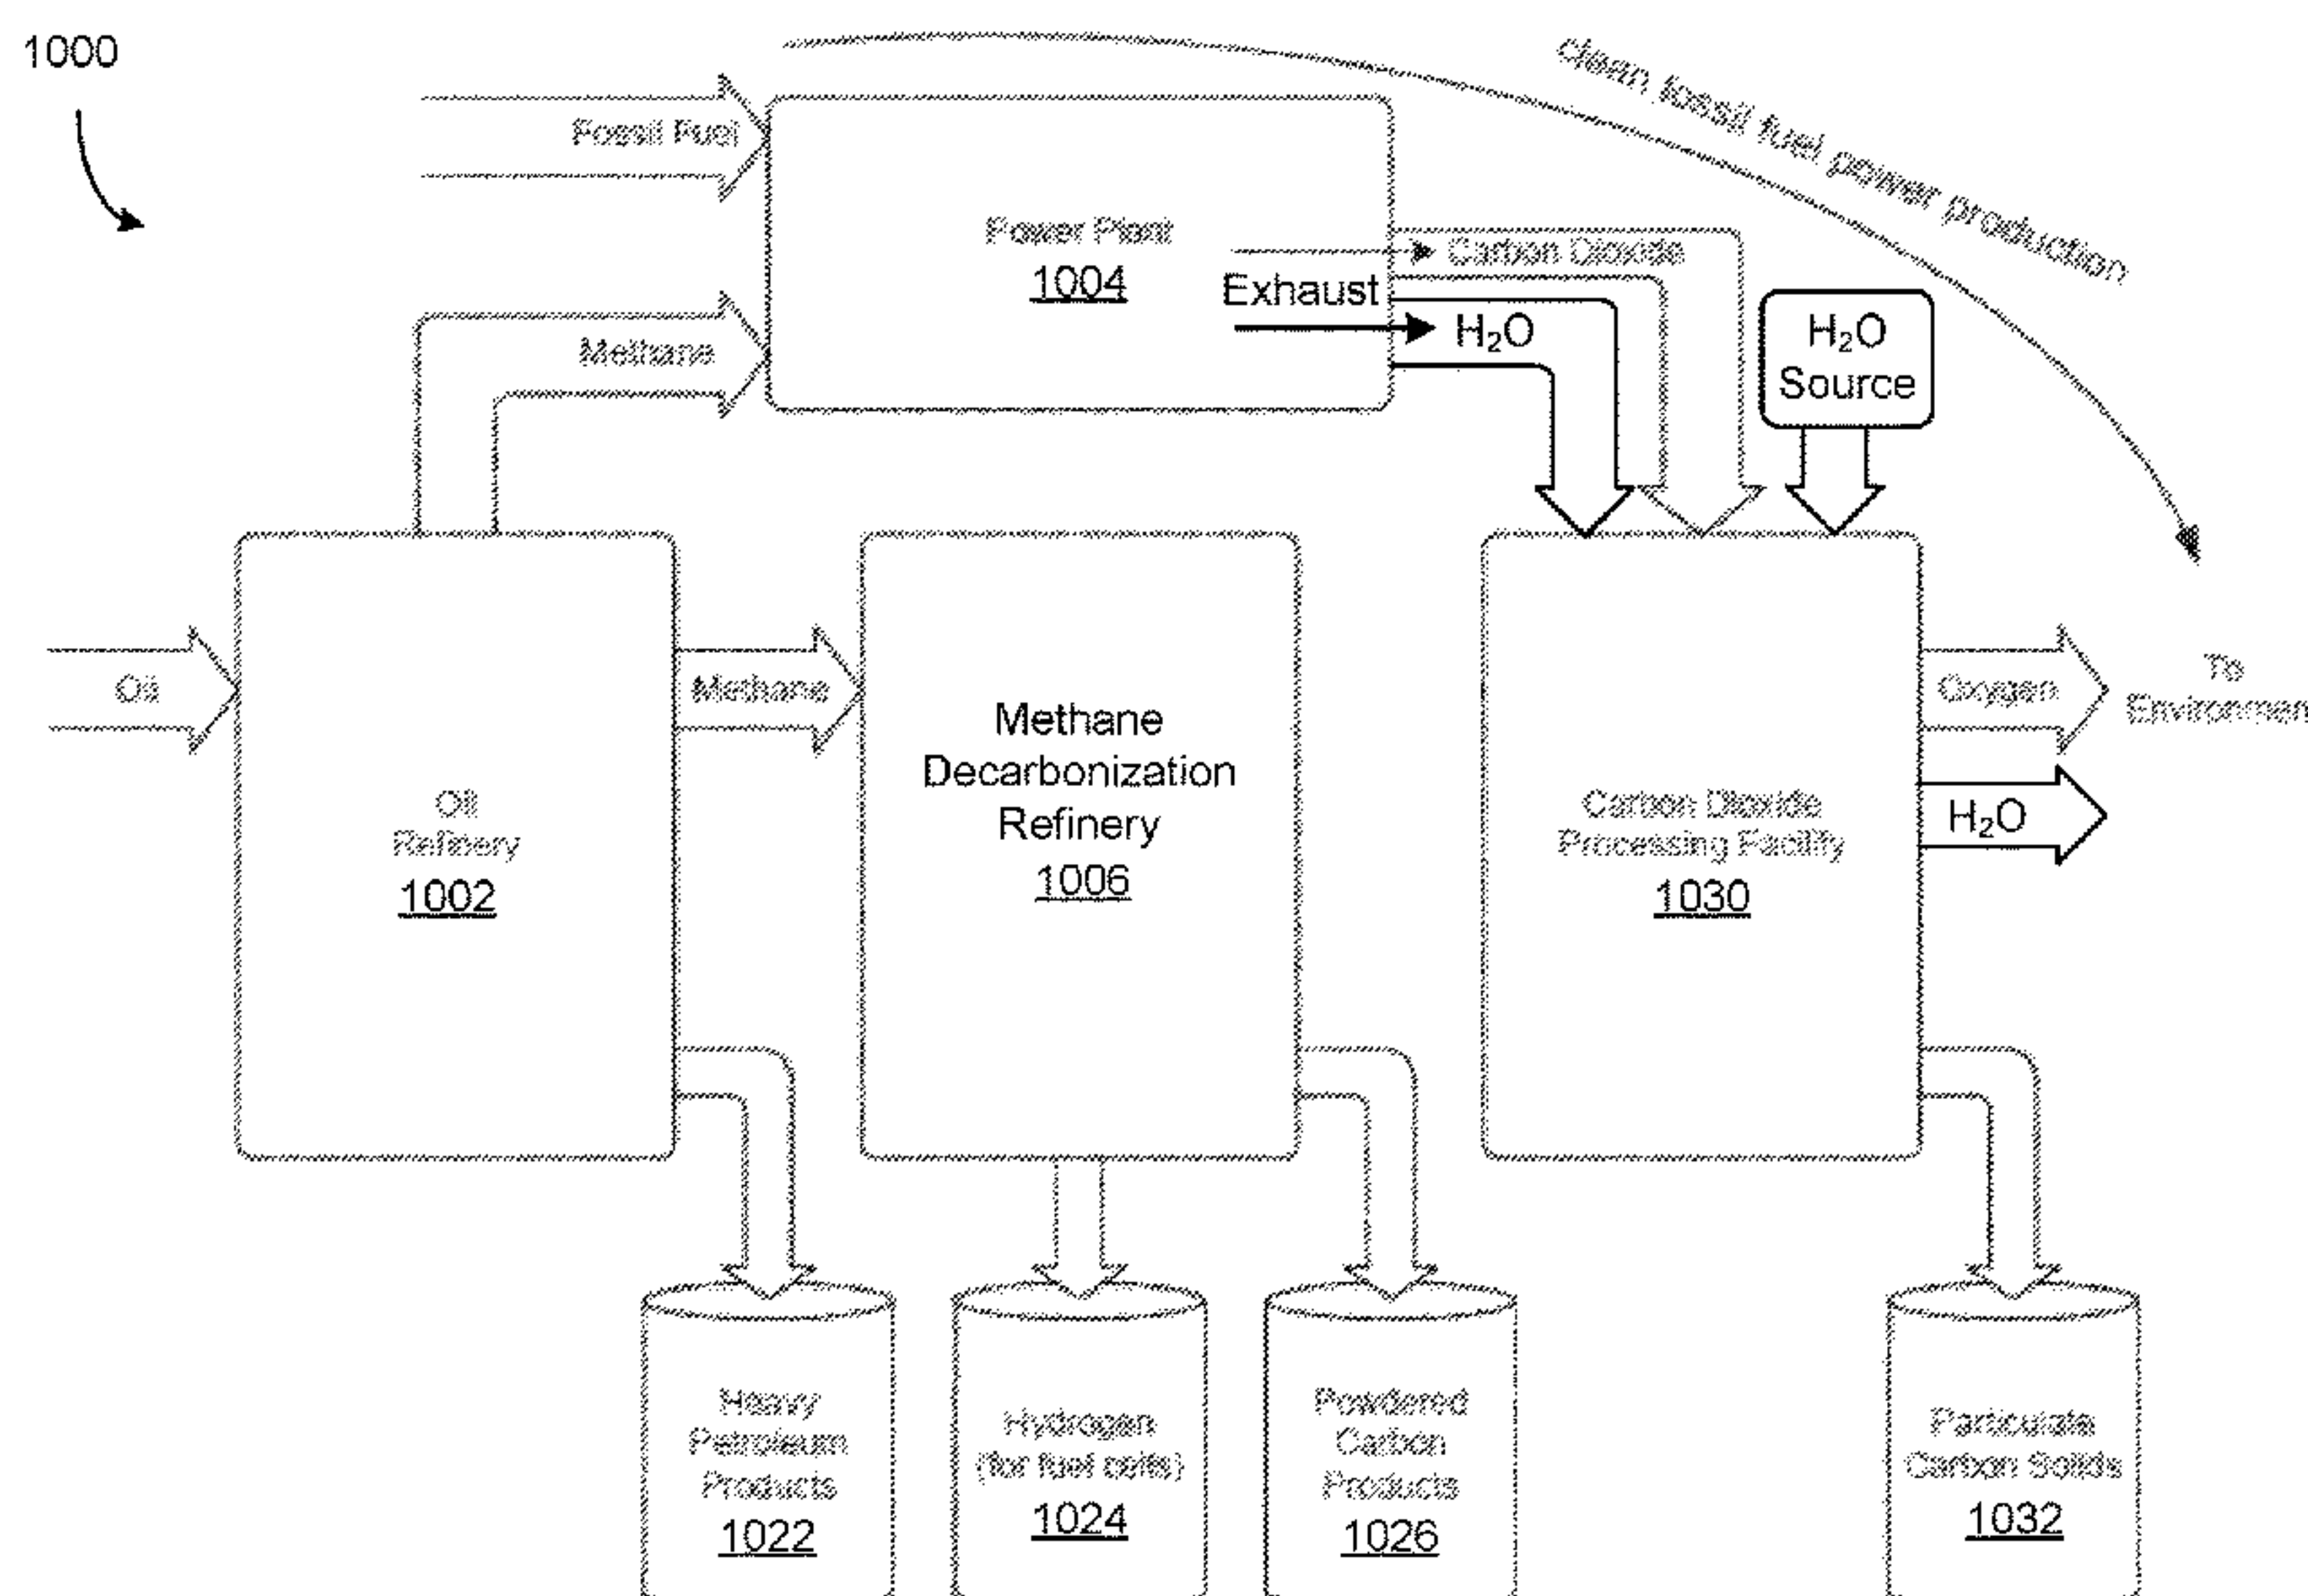 1000
clean fossil fuel power production
Fossil Fuel
Power Plant
1004
Carbon Dioxide
Exhaust
H₂O
H₂O
Source
Methane
Oil
Methane
Oil
Refinery
1002
Methane
Decarbonization
Refinery
1006
Carbon Dioxide
Processing Facility
1030
Oxygen
To
Environmen
H₂O
Heavy
Petroleum
Products
1022
Hydrogen
(for fuel cells)
1024
Powdered
Carbon
Products
1026
Particulate
Carbon Solids
1032